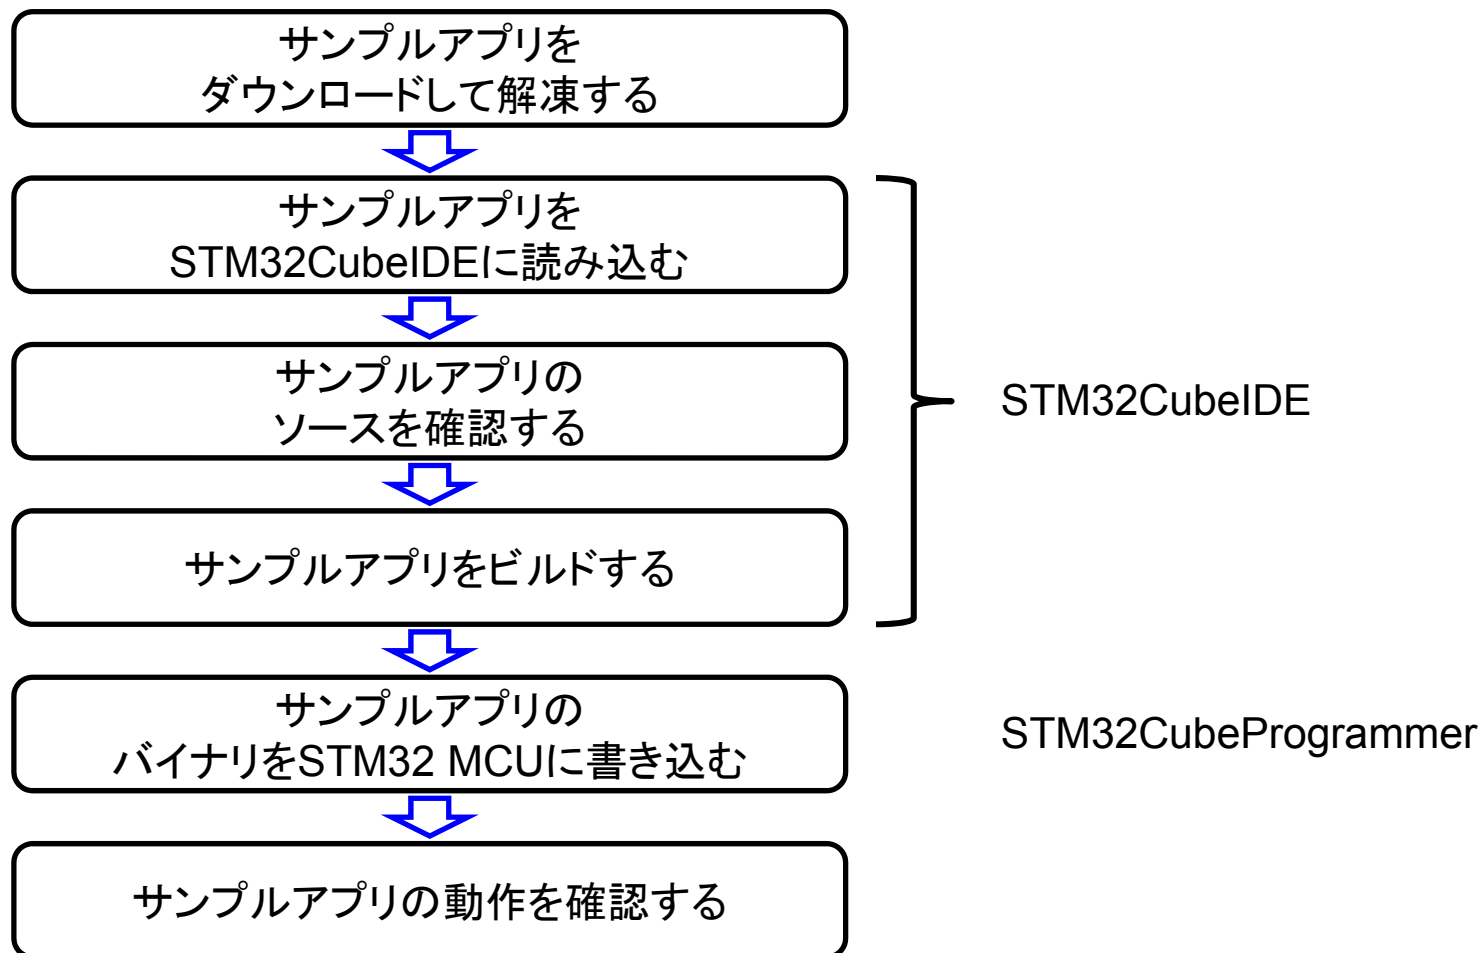 サンプルアプリを
ダウンロードして解凍する
サンプルアプリを
STM32CubeIDEに読み込む
サンプルアプリの
ソースを確認する
サンプルアプリをビルドする
STM32CubeIDE
サンプルアプリの
バイナリをSTM32 MCUに書き込む
STM32CubeProgrammer
サンプルアプリの動作を確認する